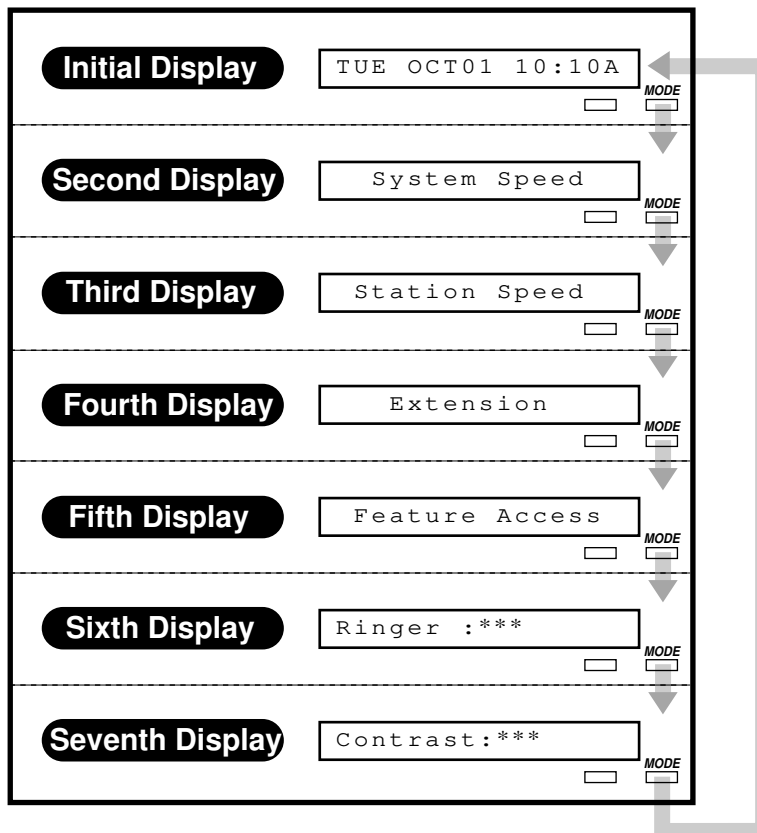 Initial Display
TUE OCT01 10:10A
MODE
Second Display
System Speed
MODE
Third Display
Station Speed
MODE
Fourth Display
Extension
MODE
Fifth Display
Feature Access
MODE
Sixth Display
Ringer :***
MODE
Seventh Display
Contrast:***
MODE